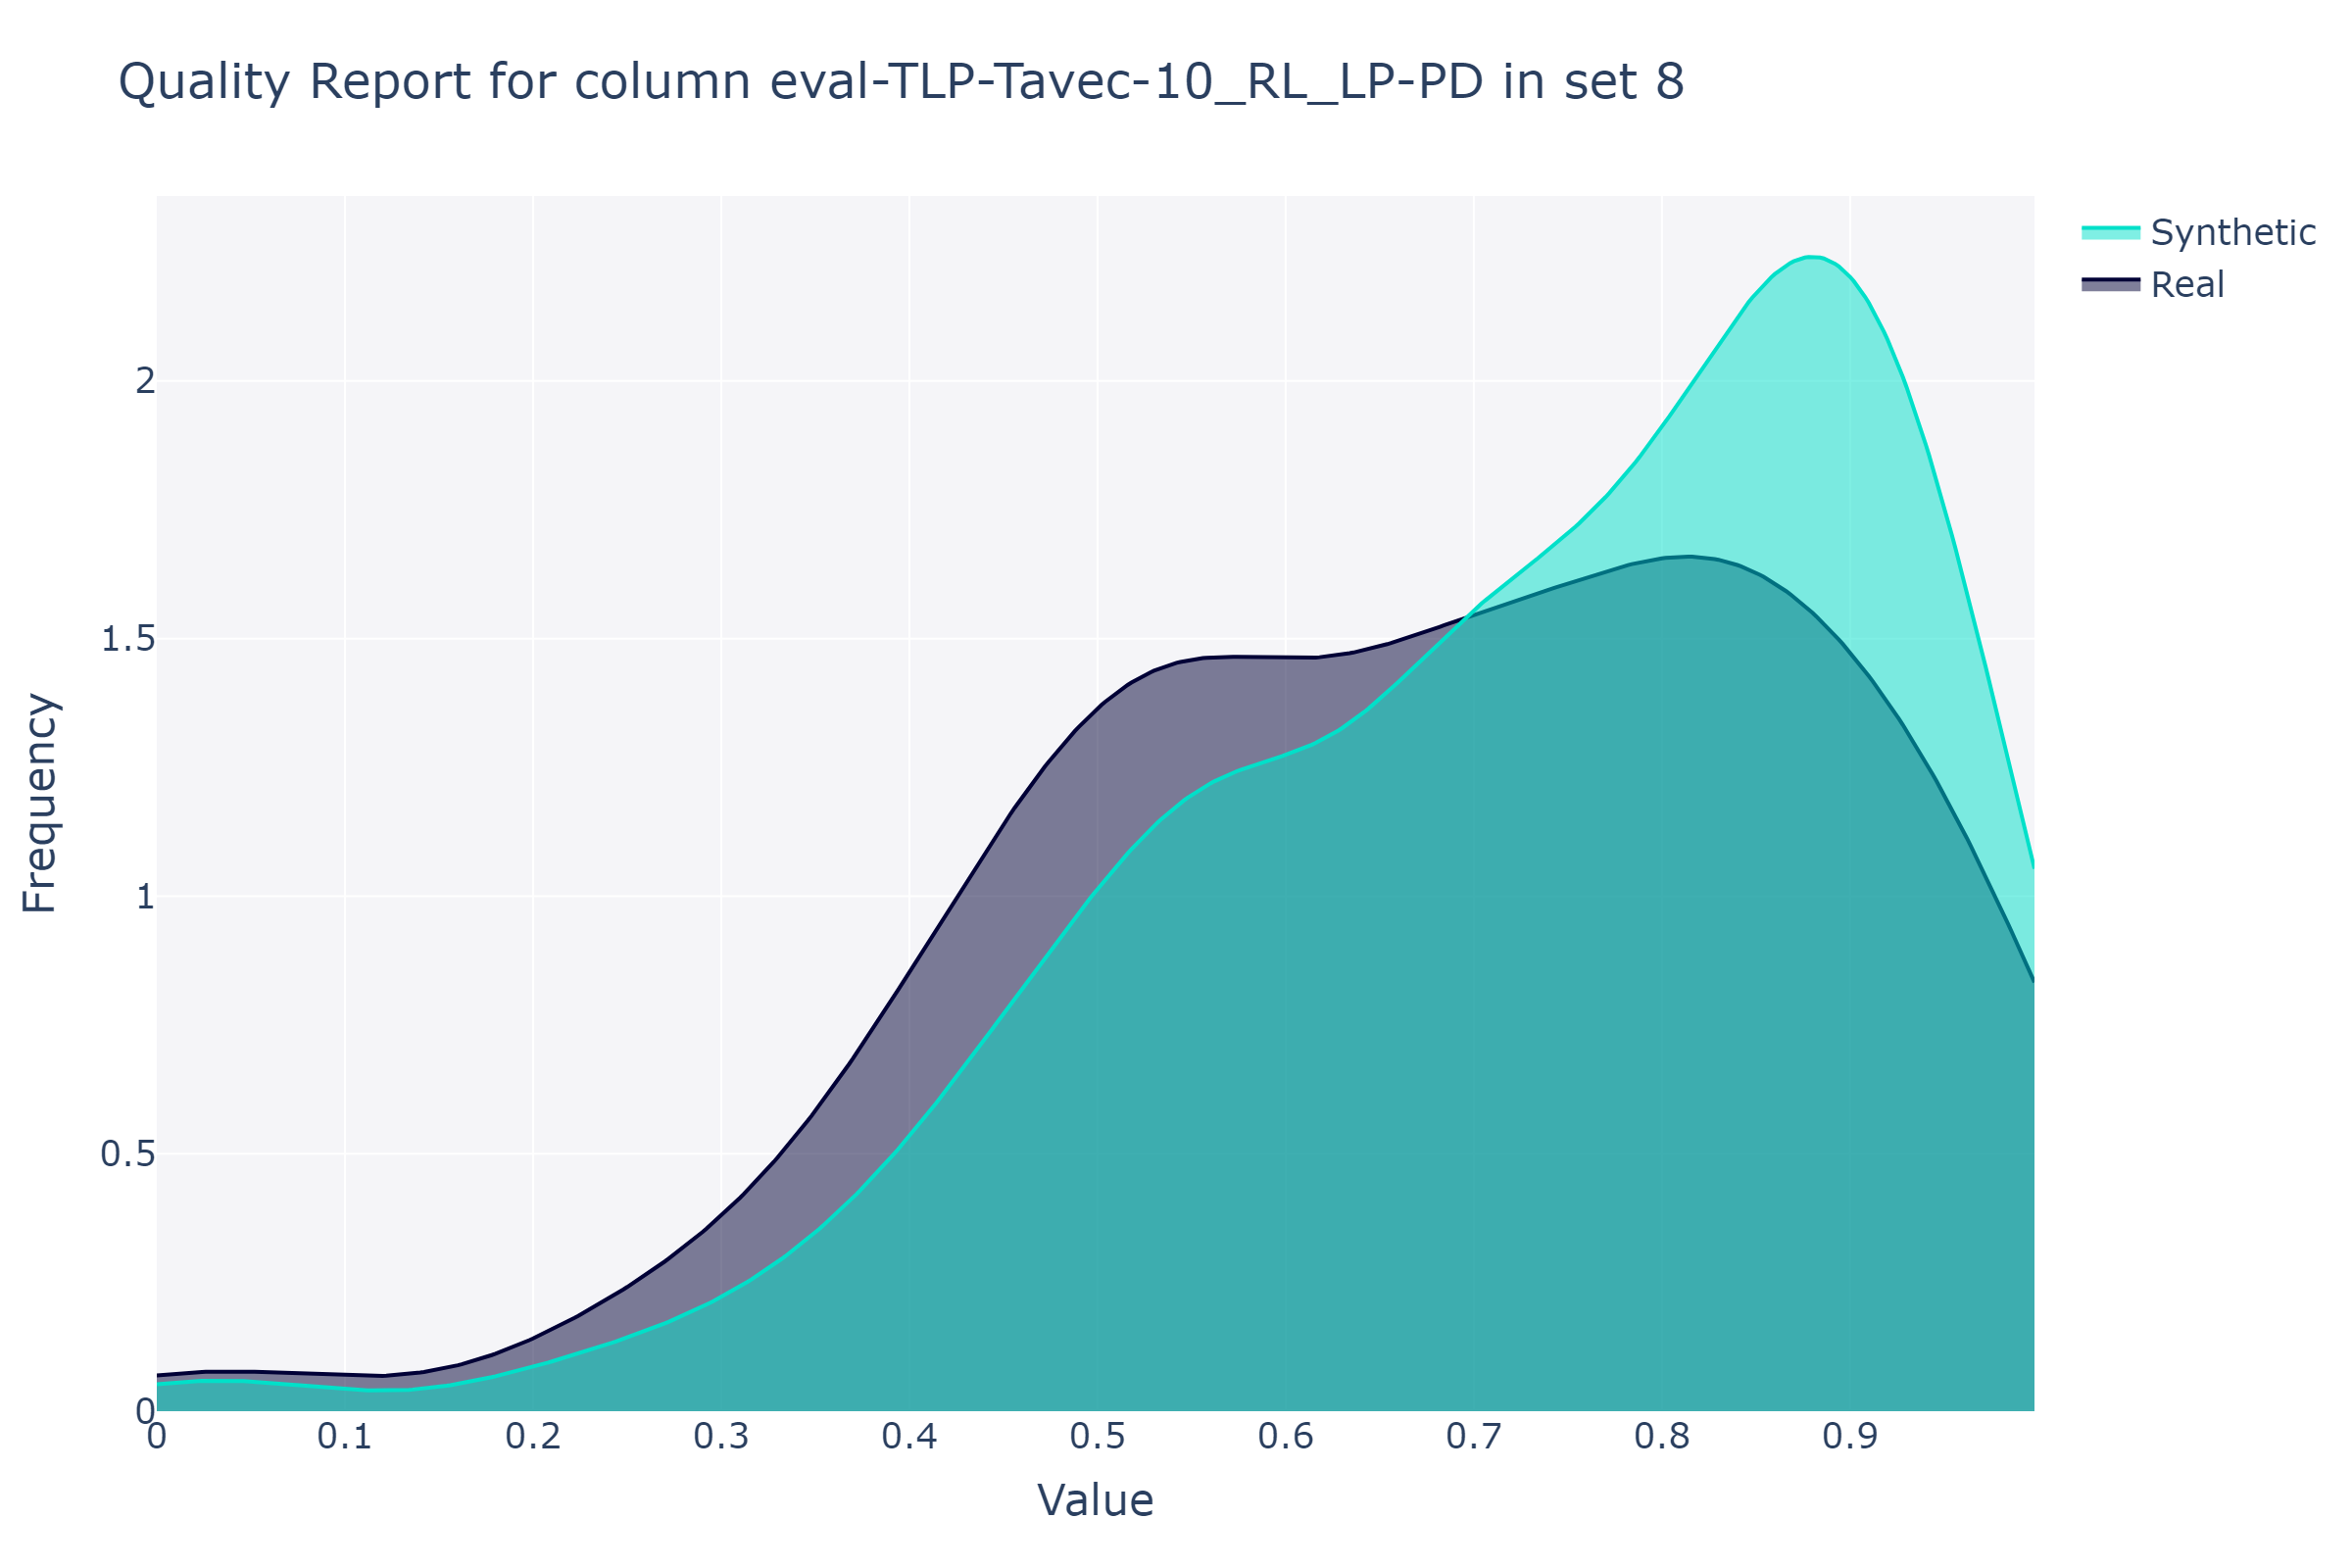 Quality Report for column eval-TLP-Tavec-10_RL_LP-PD in set 8
Synthetic
Real
Frequency
2
1.5
1
0.5
0
0 0.1 0.2 0.3 0.4 0.5 0.6 0.7 0.8 0.9
Value